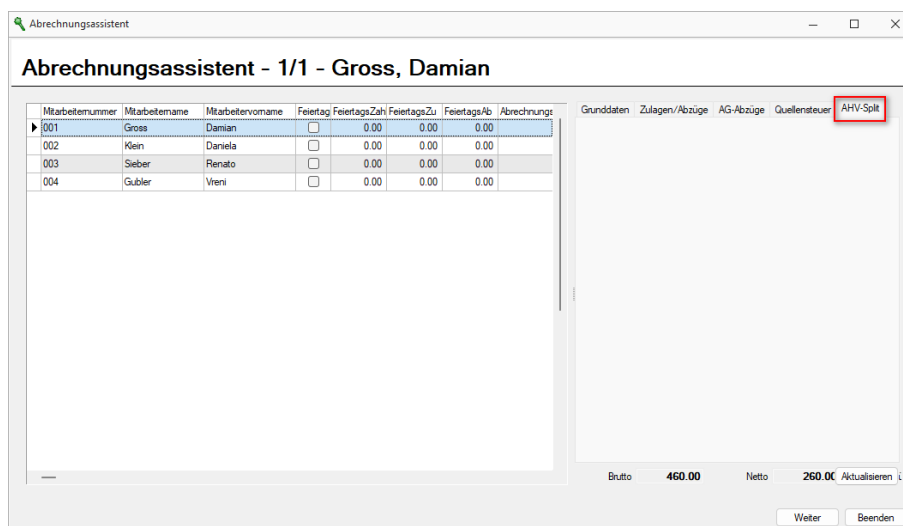 Abrechnungsassistent
Abrechnungsassistent - 1/1 - Gross, Damian
Mitarbeiternummer Mitarbeitername Mitarbeitervorname Feiertag FeiertagsZah FeiertagsZu FeiertagsAb Abrechnungs
001 Gross Damian 0.00 0.00 0.00
002 Klein Daniela 0.00 0.00 0.00
003 Sieber Renato 0.00 0.00 0.00
004 Gubler Vreni 0.00 0.00 0.00
Grunddaten Zulagen/Abzüge AG-Abzüge Quellensteuer AHV-Split
Brutto 460.00 Netto 260.00 Aktualisieren
Weiter Beenden